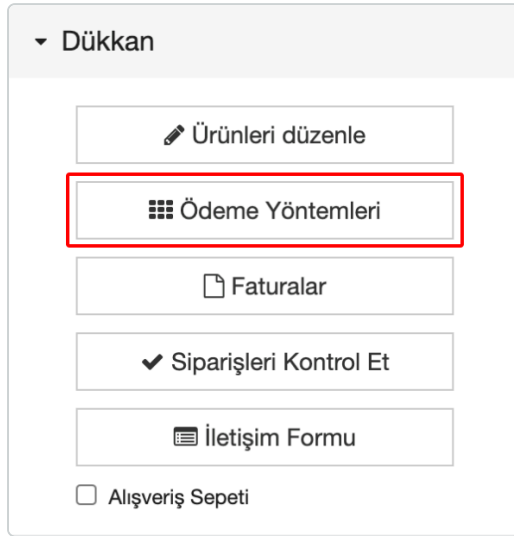 Dükkan
Ürünleri düzenle
Ödeme Yöntemleri
Faturalar
Siparişleri Kontrol Et
İletişim Formu
Alışveriş Sepeti